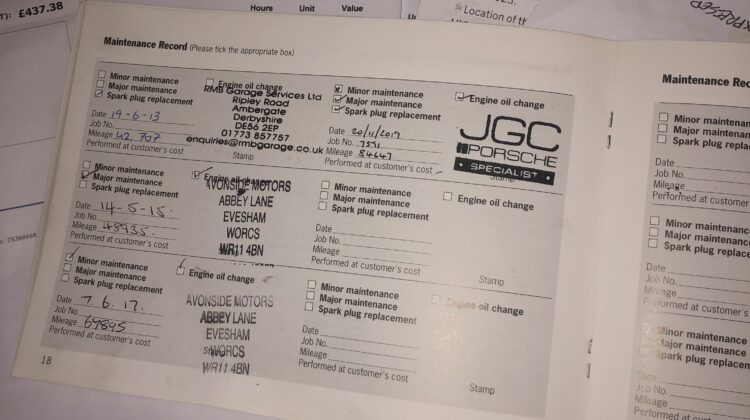 T): £437.38
Hours Unit Value
Location of th
Maintenance Record (Please tick the appropriate box)
Minor maintenance
Major maintenance
Spark plug replacement
Engine oil change
Date 19-6-13
Job No.
Mileage 42,707
Performed at customer's cost
RMB Garage Services Ltd
Ripley Road
Ambergate
Derbyshire
DE56 2EP
01773 857757
enquiries@rmbgarage.co.uk
Stamp
Minor maintenance
Major maintenance
Spark plug replacement
Engine oil change
Date 20/11/2019
Job No. 7551
Mileage 84647
Performed at customer's cost
JGC
PORSCHE
SPECIALIST
Stamp
Minor maintenance
Major maintenance
Spark plug replacement
Engine oil change
Date 14-5-15.
Job No.
Mileage 48935.
Performed at customer's cost
AVONSIDE MOTORS
ABBEY LANE
EVESHAM
WORCS
WR11 4BN
Minor maintenance
Major maintenance
Spark plug replacement
Engine oil change
Date
Job No.
Mileage
Performed at customer's cost
Stamp
Minor maintenance
Major maintenance
Spark plug replacement
Engine oil change
Date 7.6.17.
Job No.
Mileage 69895
Performed at customer's cost
AVONSIDE MOTORS
ABBEY LANE
EVESHAM
WORCS
WR11 4BN
Minor maintenance
Major maintenance
Spark plug replacement
Engine oil change
Date
Job No.
Mileage
Performed at customer's cost
Stamp
18
Maintenance Rec
Minor maintenance
Major maintenance
Spark plug replacement
Date
Job No.
Mileage
Performed at customer's cost
Minor maintenance
Major maintenance
Spark plug replacement
Date
Job No.
Mileage
Performed at customer's cost
Minor maintenance
Major maintenance
Spark plug replacement
Date
Job No.
Mileage
Performed at customer's cost